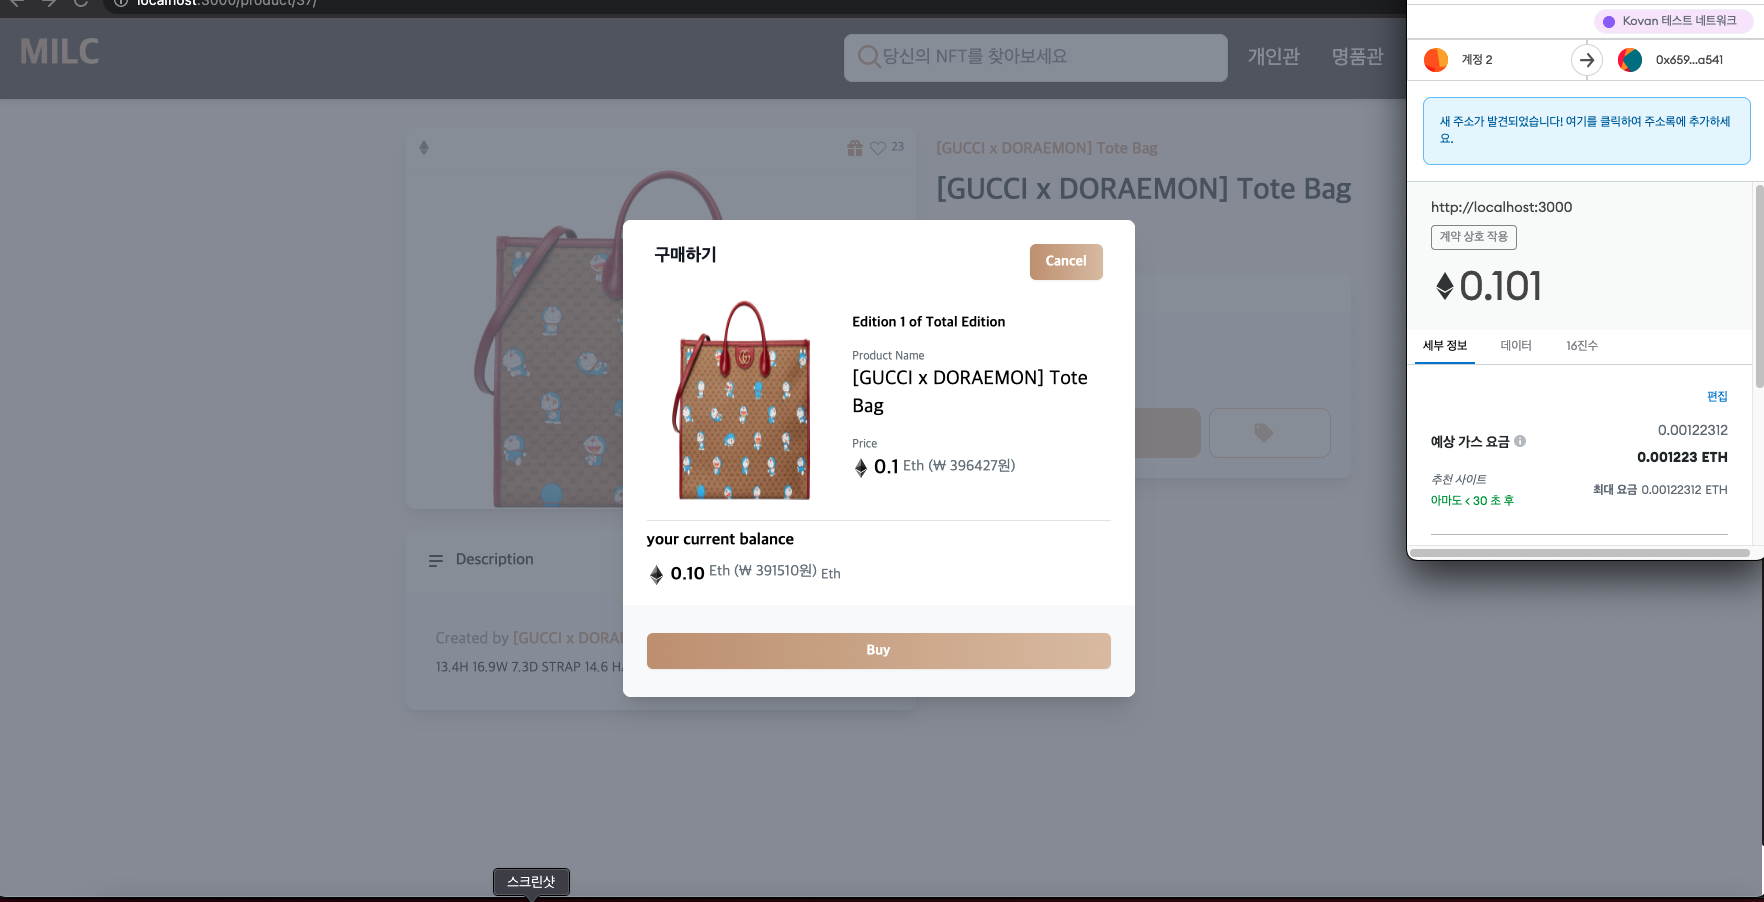 localhost:3000/product/37/
MILC
당신의 NFT를 찾아보세요
개인관
명품관
23
[GUCCI x DORAEMON] Tote Bag
[GUCCI x DORAEMON] Tote Bag
Description
Created by [GUCCI x DORAE
13.4H 16.9W 7.3D STRAP 14.6 HA
구매하기
Cancel
Edition 1 of Total Edition
Product Name
[GUCCI x DORAEMON] Tote
Bag
Price
0.1 Eth (₩ 396427원)
your current balance
0.10 Eth (₩ 391510원) Eth
Buy
Kovan 테스트 네트워크
계정 2
0x659...a541
새 주소가 발견되었습니다! 여기를 클릭하여 주소록에 추가하세
요.
http://localhost:3000
계약 상호 작용
0.101
세부 정보
데이터
16진수
편집
예상 가스 요금
0.00122312
0.001223 ETH
추천 사이트
아마도 < 30 초 후
최대 요금 0.00122312 ETH
스크린샷